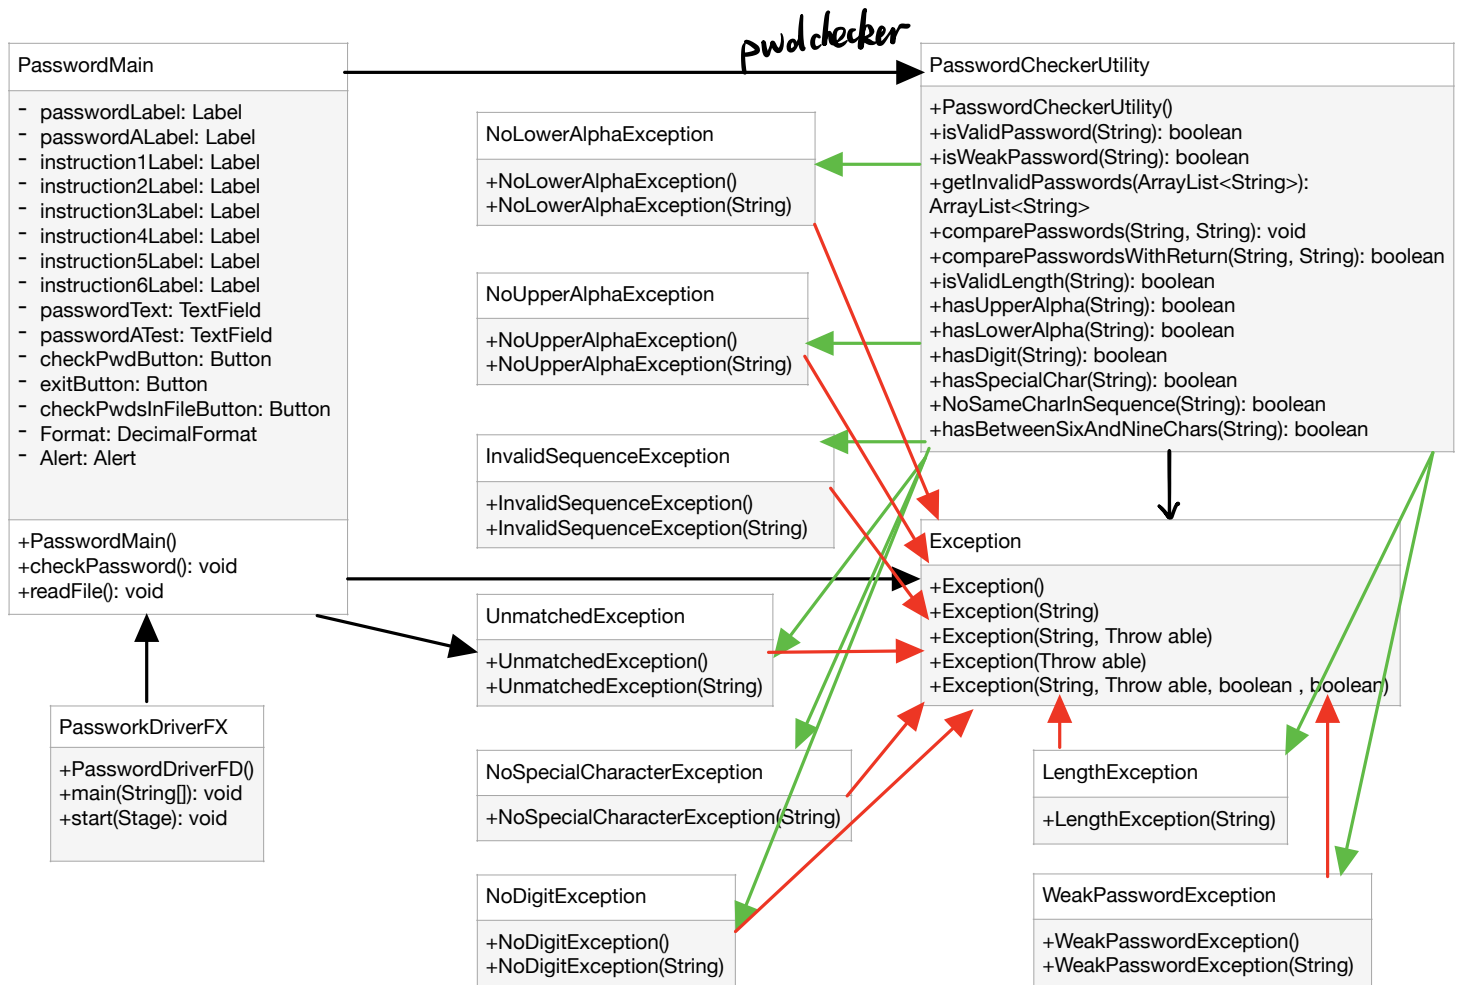 pwdchecker
PasswordMain
- passwordLabel: Label
- passwordALabel: Label
- instruction1Label: Label
- instruction2Label: Label
- instruction3Label: Label
- instruction4Label: Label
- instruction5Label: Label
- instruction6Label: Label
- passwordText: TextField
- passwordATest: TextField
- checkPwdButton: Button
- exitButton: Button
- checkPwdsInFileButton: Button
- Format: DecimalFormat
- Alert: Alert
+PasswordMain()
+checkPassword(): void
+readFile(): void
PassworkDriverFX
+PasswordDriverFD()
+main(String[]): void
+start(Stage): void
NoLowerAlphaException
+NoLowerAlphaException()
+NoLowerAlphaException(String)
NoUpperAlphaException
+NoUpperAlphaException()
+NoUpperAlphaException(String)
InvalidSequenceException
+InvalidSequenceException()
+InvalidSequenceException(String)
UnmatchedException
+UnmatchedException()
+UnmatchedException(String)
NoSpecialCharacterException
+NoSpecialCharacterException(String)
NoDigitException
+NoDigitException()
+NoDigitException(String)
PasswordCheckerUtility
+PasswordCheckerUtility()
+isValidPassword(String): boolean
+isWeakPassword(String): boolean
+getInvalidPasswords(ArrayList<String>):
ArrayList<String>
+comparePasswords(String, String): void
+comparePasswordsWithReturn(String, String): boolean
+isValidLength(String): boolean
+hasUpperAlpha(String): boolean
+hasLowerAlpha(String): boolean
+hasDigit(String): boolean
+hasSpecialChar(String): boolean
+NoSameCharInSequence(String): boolean
+hasBetweenSixAndNineChars(String): boolean
Exception
+Exception()
+Exception(String)
+Exception(String, Throw able)
+Exception(Throw able)
+Exception(String, Throw able, boolean , boolean)
LengthException
+LengthException(String)
WeakPasswordException
+WeakPasswordException()
+WeakPasswordException(String)